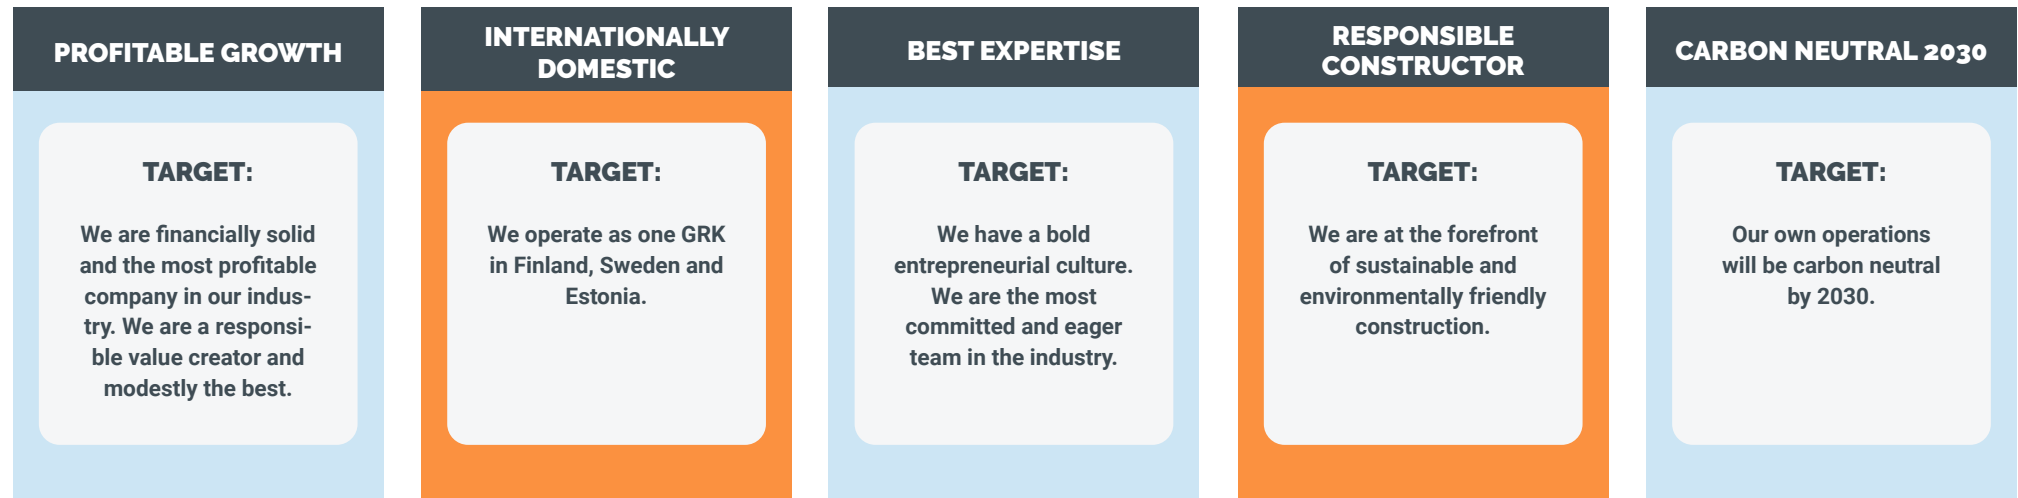 PROFITABLE GROWTH
TARGET:
We are financially solid
and the most profitable
company in our indus-
try. We are a responsi-
ble value creator and
modestly the best.
INTERNATIONALLY
DOMESTIC
TARGET:
We operate as one GRK
in Finland, Sweden and
Estonia.
BEST EXPERTISE
TARGET:
We have a bold
entrepreneurial culture.
We are the most
committed and eager
team in the industry.
RESPONSIBLE
CONSTRUCTOR
TARGET:
We are at the forefront
of sustainable and
environmentally friendly
construction.
CARBON NEUTRAL 2030
TARGET:
Our own operations
will be carbon neutral
by 2030.